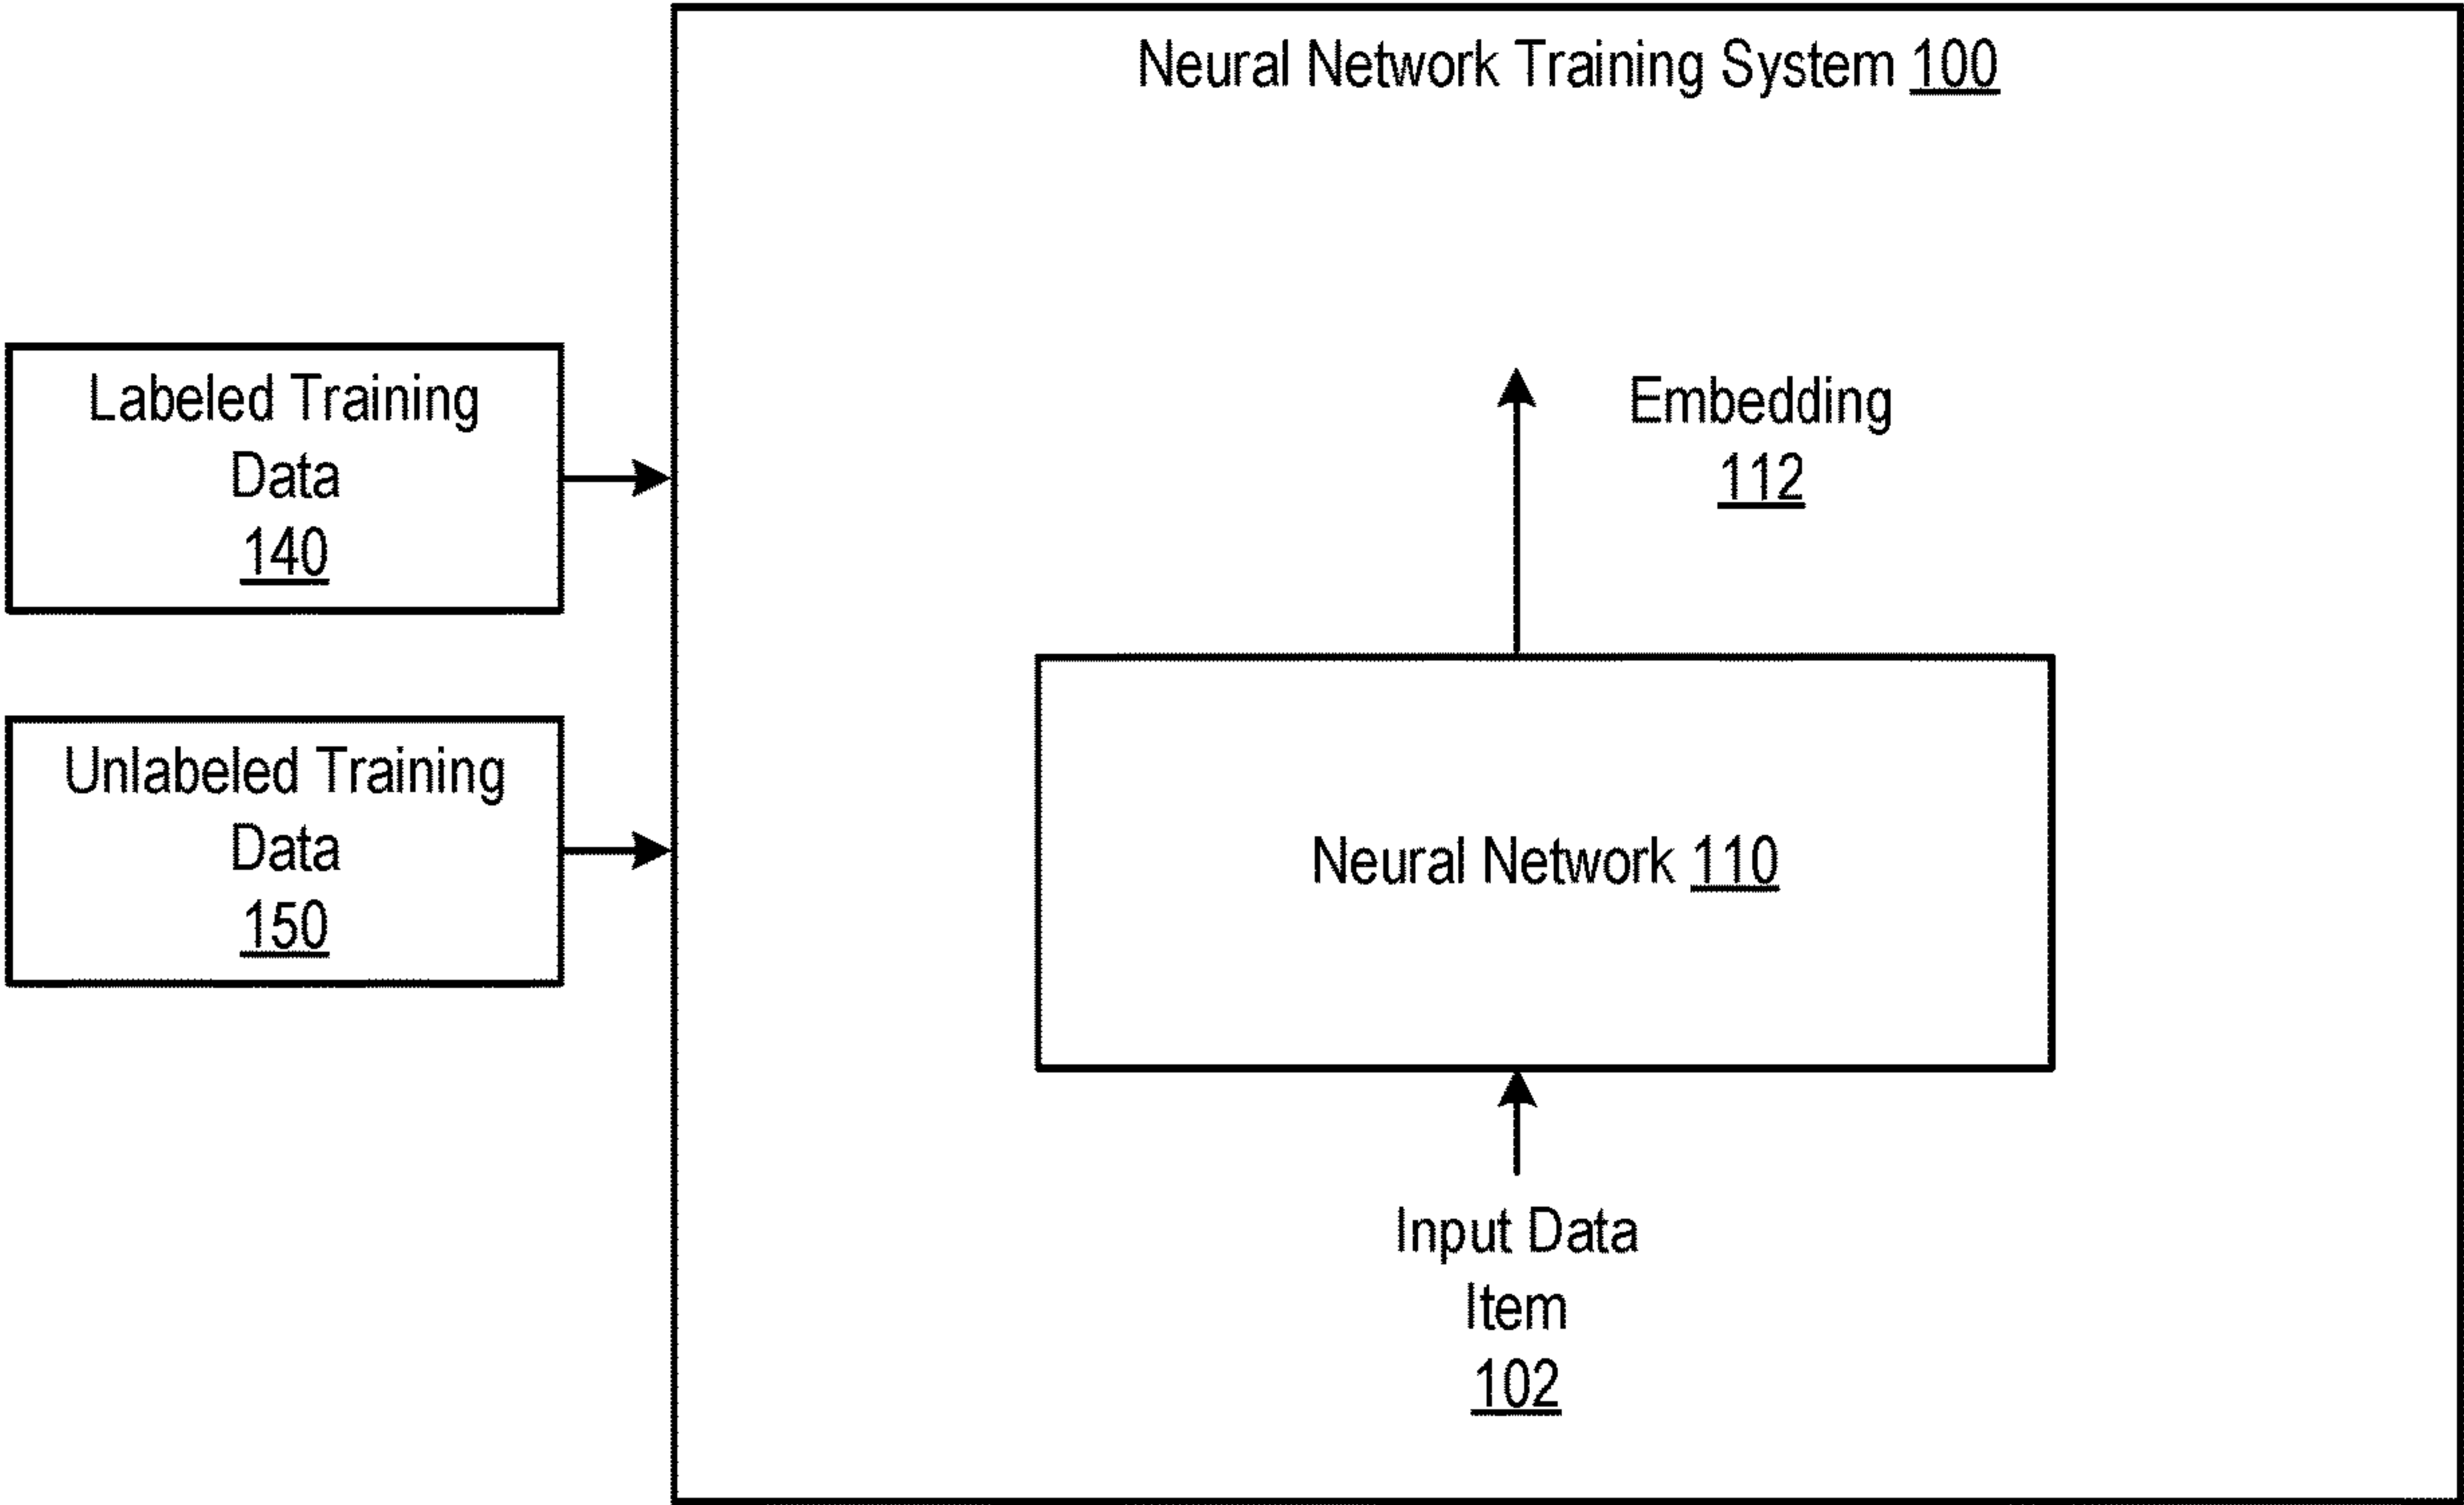 Neural Network Training System 100
Labeled Training
Data
140
Unlabeled Training
Data
150
Embedding
112
Neural Network 110
Input Data
Item
102